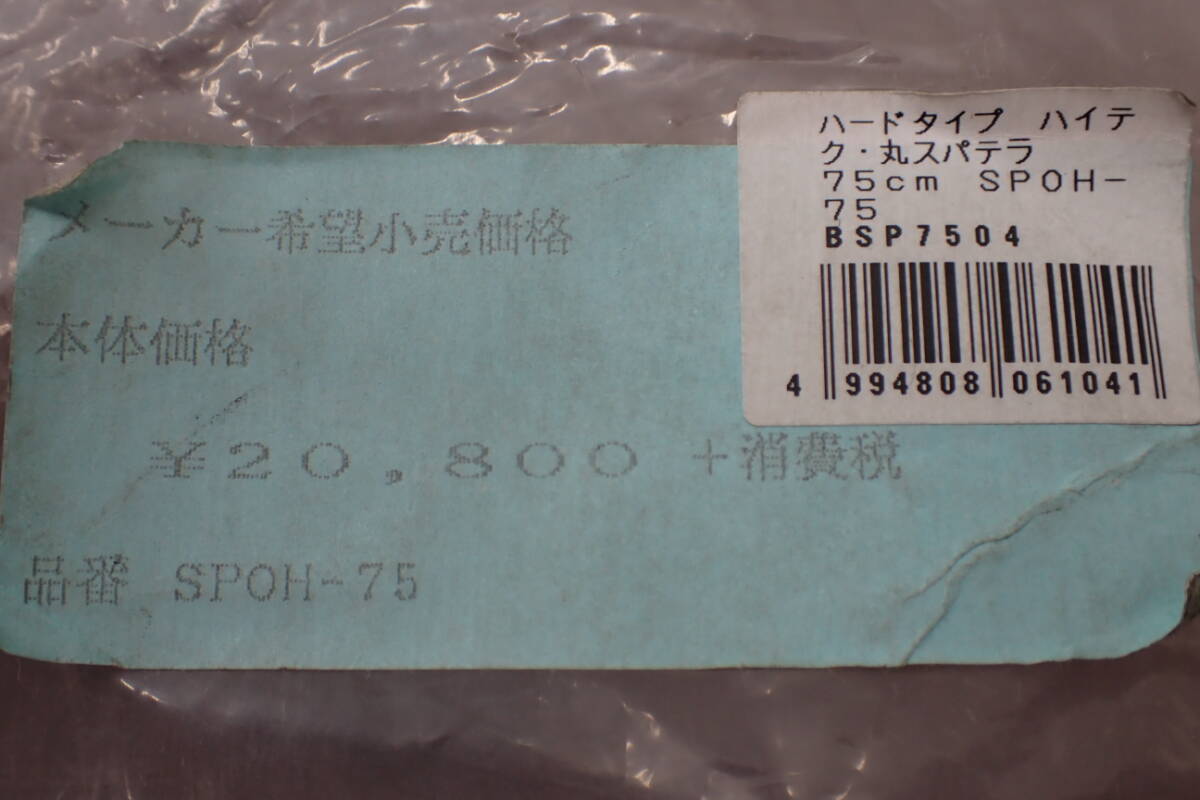 メーカー希望小売価格
本体価格
¥20,800 +消費税
品番 SPOH-75
ハードタイプ ハイテ
ク・丸スパテラ
75cm SPOH-
75
BSP7504
4 994808 061041